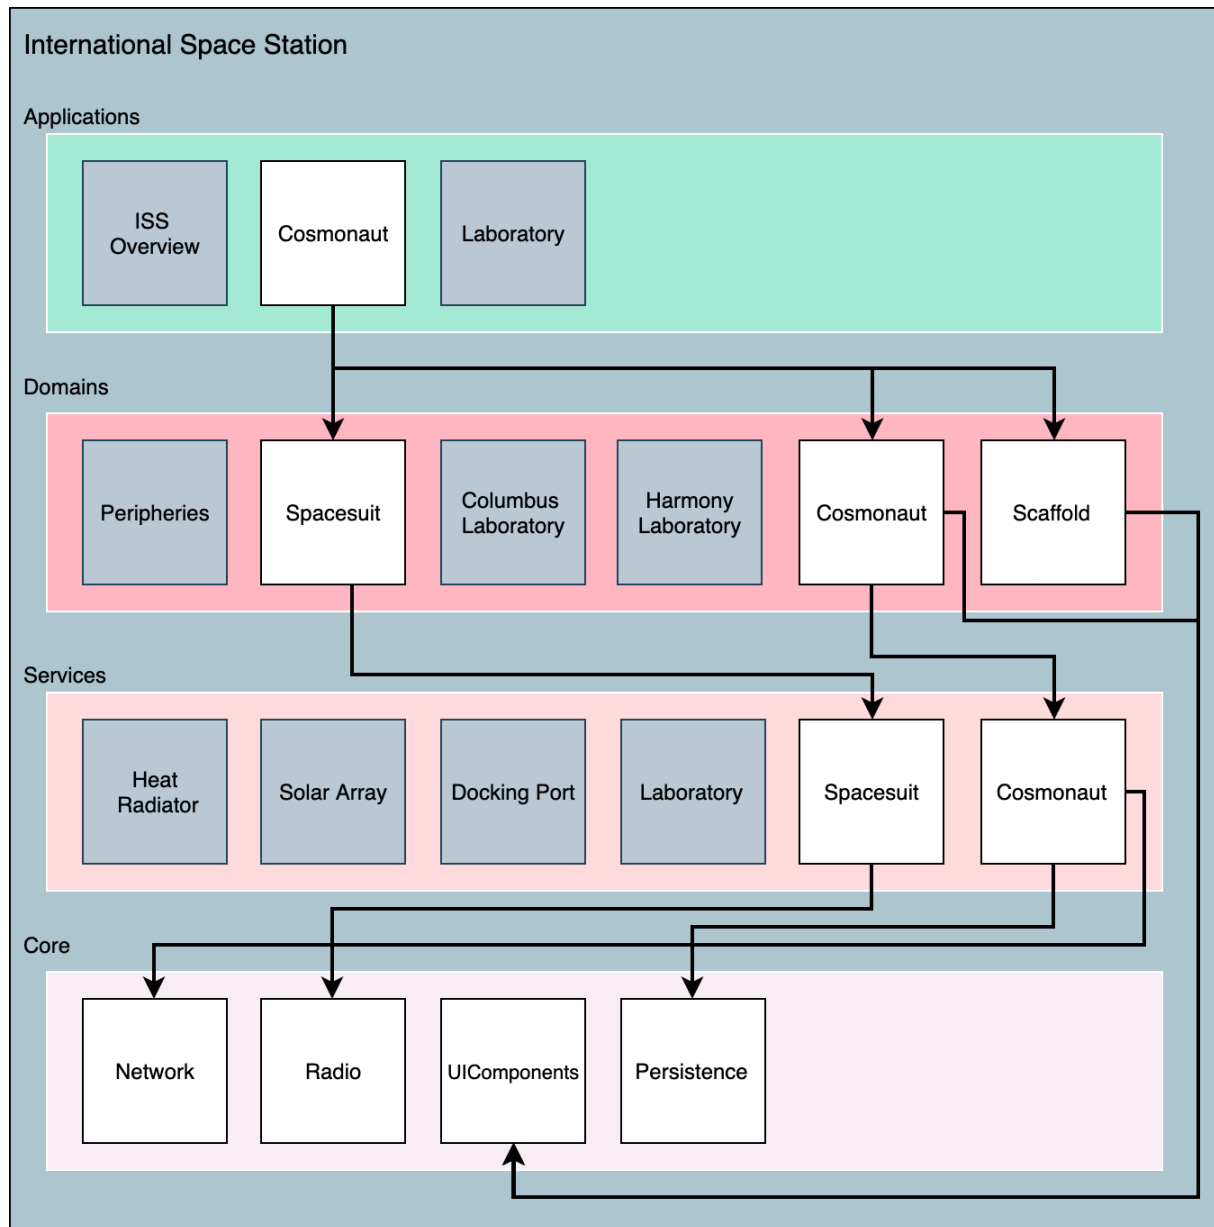 International Space Station
Applications
ISS
Overview
Cosmonaut
Laboratory
Domains
Peripheries
Spacesuit
Columbus
Laboratory
Harmony
Laboratory
Cosmonaut
Scaffold
Services
Heat
Radiator
Solar Array
Docking Port
Laboratory
Spacesuit
Cosmonaut
Core
Network
Radio
UIComponents
Persistence